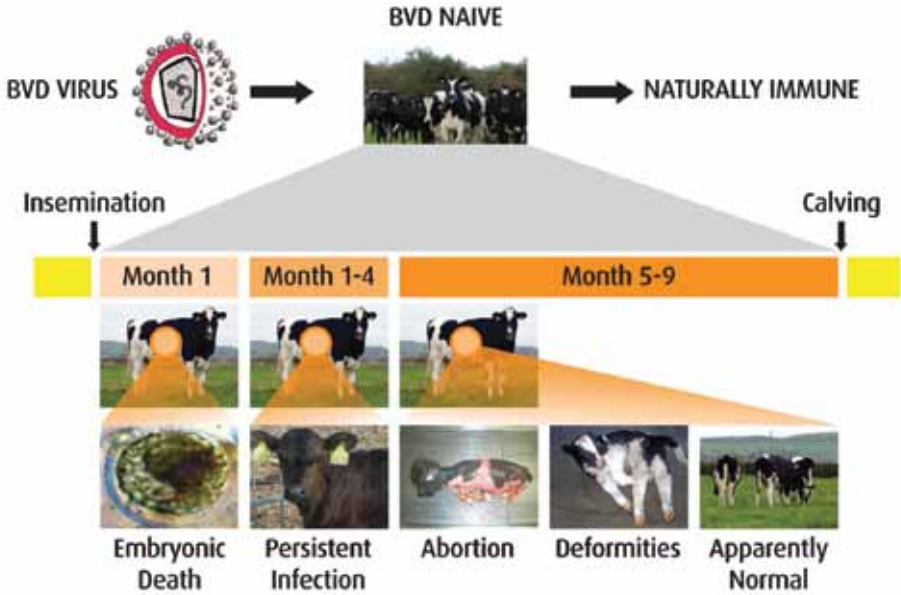 BVD NAIVE
BVD VIRUS
NATURALLY IMMUNE
Insemination
Calving
Month 1
Month 1-4
Month 5-9
Embryonic
Death
Persistent
Infection
Abortion
Deformities
Apparently
Normal